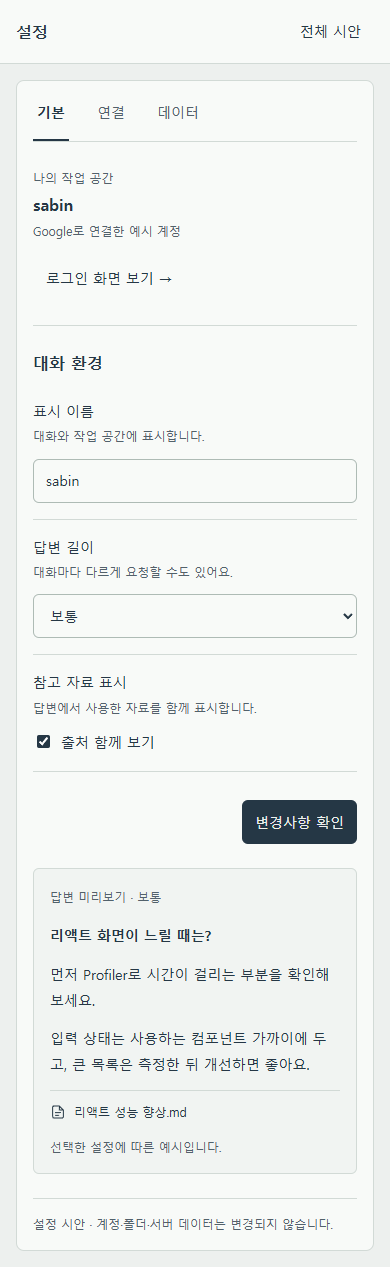 설정
전체 시안
기본
연결
데이터
나의 작업 공간
sabin
Google로 연결한 예시 계정
로그인 화면 보기 →
대화 환경
표시 이름
대화와 작업 공간에 표시합니다.
sabin
답변 길이
대화마다 다르게 요청할 수도 있어요.
보통
참고 자료 표시
답변에서 사용한 자료를 함께 표시합니다.
출처 함께 보기
변경사항 확인
답변 미리보기 · 보통
리액트 화면이 느릴 때는?
먼저 Profiler로 시간이 걸리는 부분을 확인해
보세요.
입력 상태는 사용하는 컴포넌트 가까이에 두
고, 큰 목록은 측정한 뒤 개선하면 좋아요.
리액트 성능 향상.md
선택한 설정에 따른 예시입니다.
설정 시안 · 계정·폴더·서버 데이터는 변경되지 않습니다.